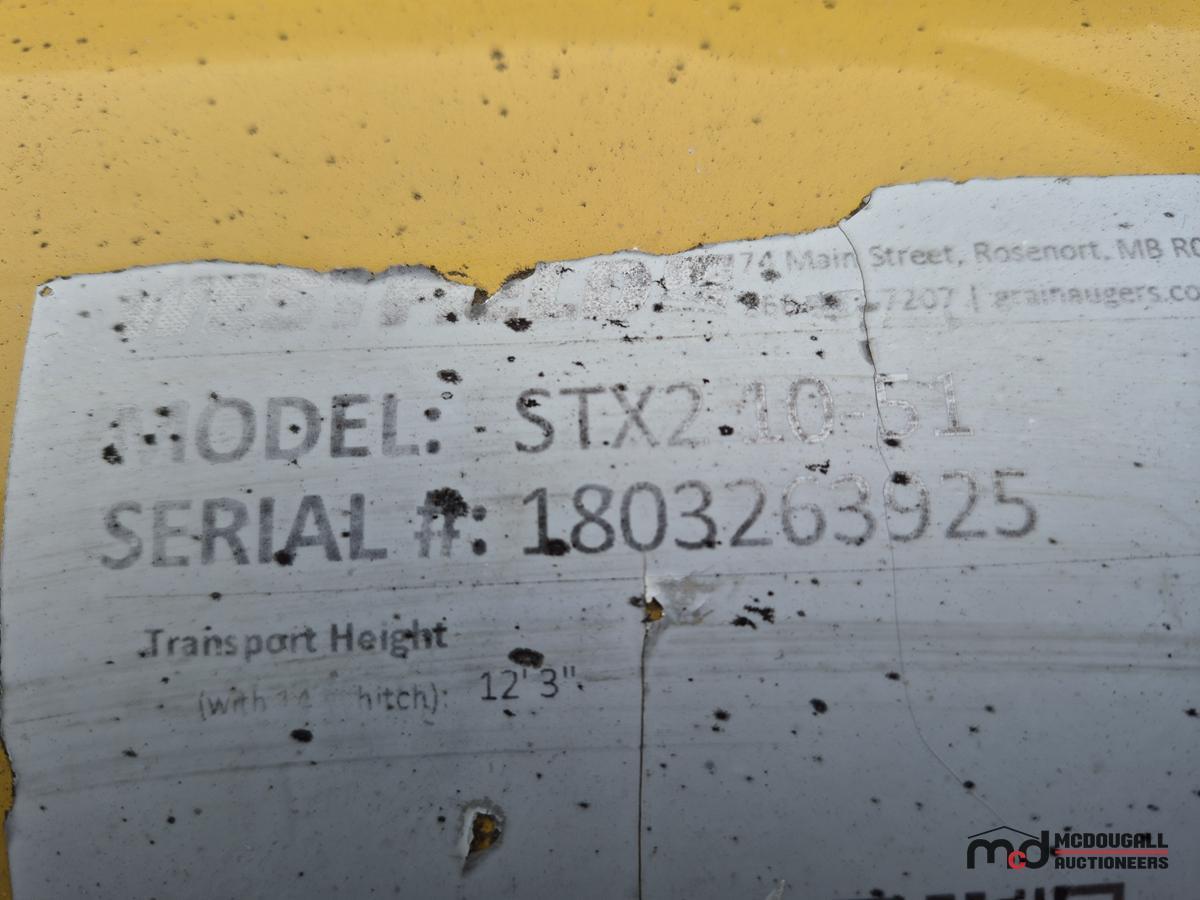 WESTFIELD 74 Main Street, Rosenort, MB R0
7207 | grainaugers.co
MODEL: STX2 10-51
SERIAL #: 1803263925
Transport Height
(with hitch): 12' 3"
mcd MCDOUGALL
AUCTIONEERS